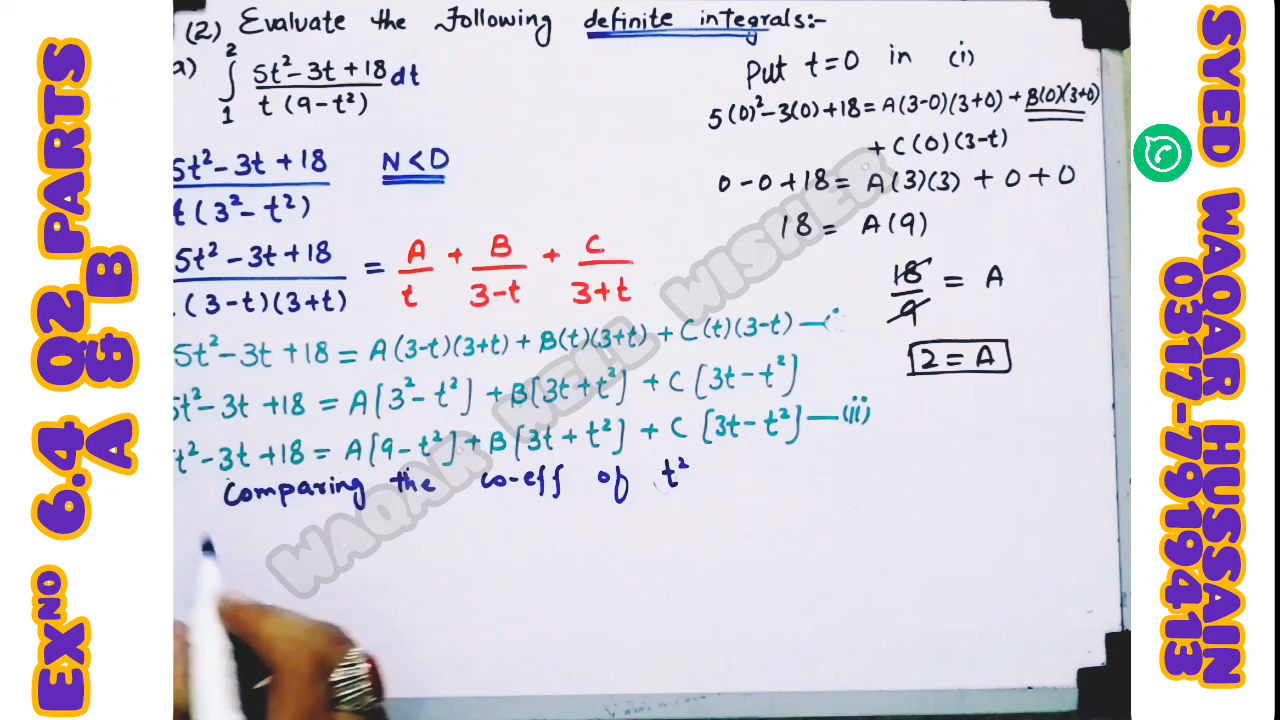 EX NO 6.4 Q2 PARTS
A & B
(2) Evaluate the Following definite integrals:-
a) ∫₁² 5t²-3t+18 / t(9-t²) dt
5t²-3t+18 / t(3²-t²) N<D
5t²-3t+18 / (3-t)(3+t) = A/t + B/3-t + C/3+t
5t²-3t+18 = A(3-t)(3+t) + B(t)(3+t) + C(t)(3-t) —(i
5t²-3t+18 = A[3²-t²] + B[3t+t²] + C[3t-t²]
t²-3t+18 = A[9-t²] + B[3t+t²] + C[3t-t²] —(ii)
Comparing the co-eff of t²
Put t=0 in (i)
5(0)²-3(0)+18 = A(3-0)(3+0) + B(0)(3+0)
+ C(0)(3-t)
0-0+18 = A(3)(3) + 0 + 0
18 = A(9)
18/9 = A
2 = A
WAQAR WELL WISHER
SYED WAQAR HUSSAIN
0317-7919413